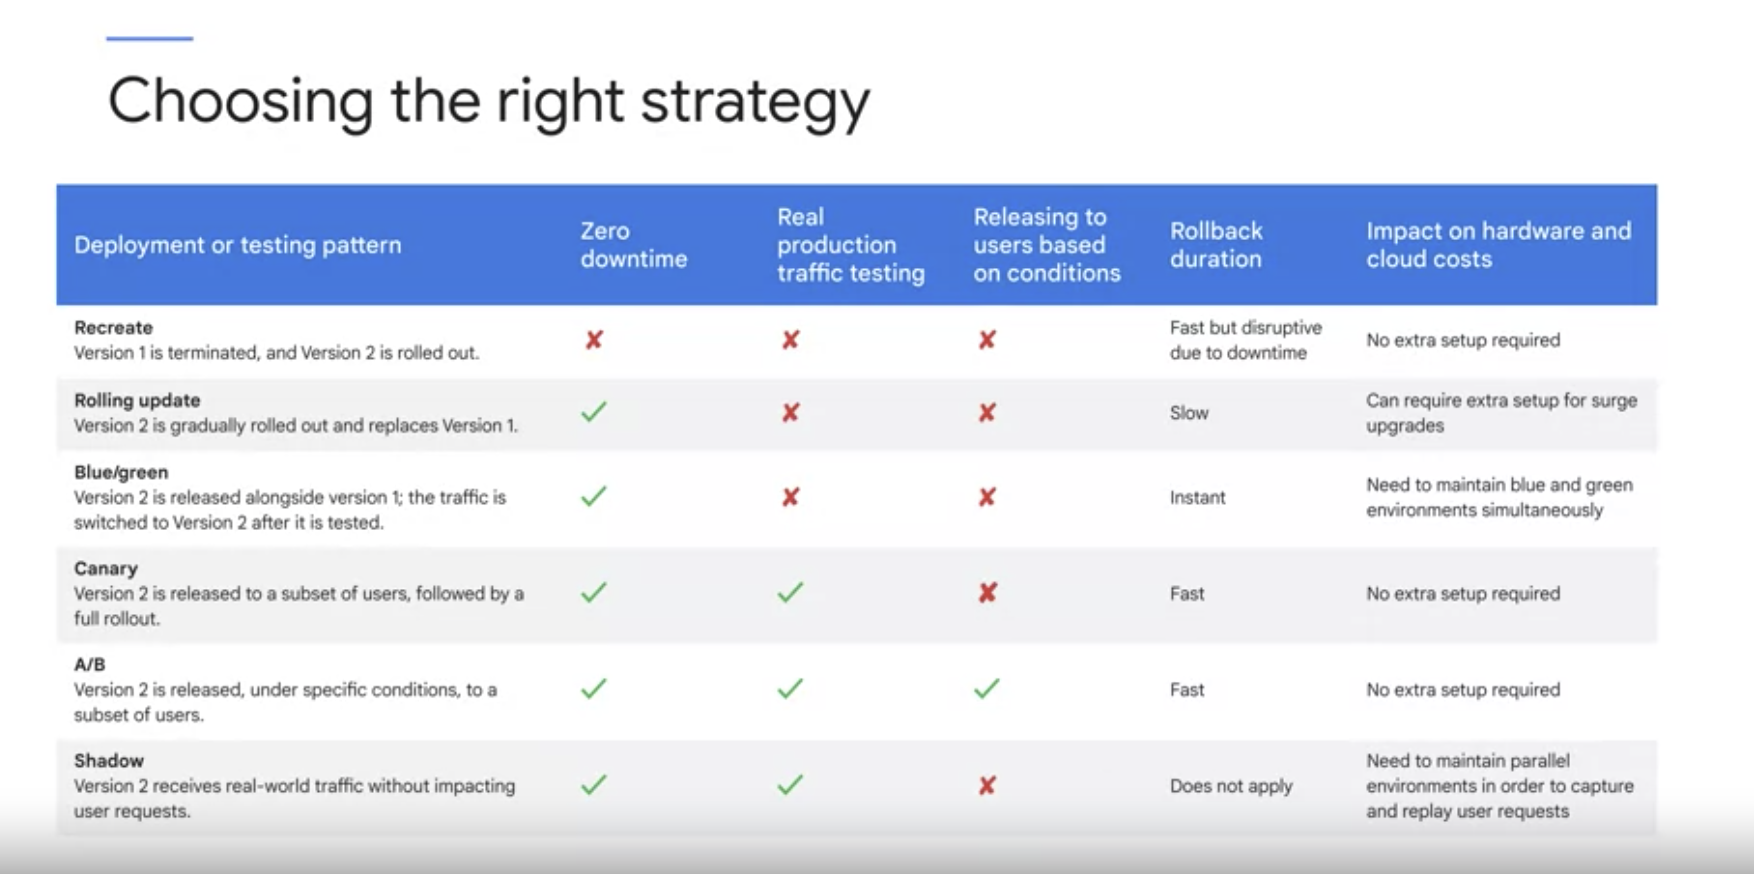 Choosing the right strategy
Deployment or testing pattern
Zero
downtime
Real
production
traffic testing
Releasing to
users based
on conditions
Rollback
duration
Impact on hardware and
cloud costs
Recreate
Version 1 is terminated, and Version 2 is rolled out.
✘
✘
✘
Fast but disruptive
due to downtime
No extra setup required
Rolling update
Version 2 is gradually rolled out and replaces Version 1.
✓
✘
✘
Slow
Can require extra setup for surge
upgrades
Blue/green
Version 2 is released alongside version 1; the traffic is
switched to Version 2 after it is tested.
✓
✘
✘
Instant
Need to maintain blue and green
environments simultaneously
Canary
Version 2 is released to a subset of users, followed by a
full rollout.
✓
✓
✘
Fast
No extra setup required
A/B
Version 2 is released, under specific conditions, to a
subset of users.
✓
✓
✓
Fast
No extra setup required
Shadow
Version 2 receives real-world traffic without impacting
user requests.
✓
✓
✘
Does not apply
Need to maintain parallel
environments in order to capture
and replay user requests